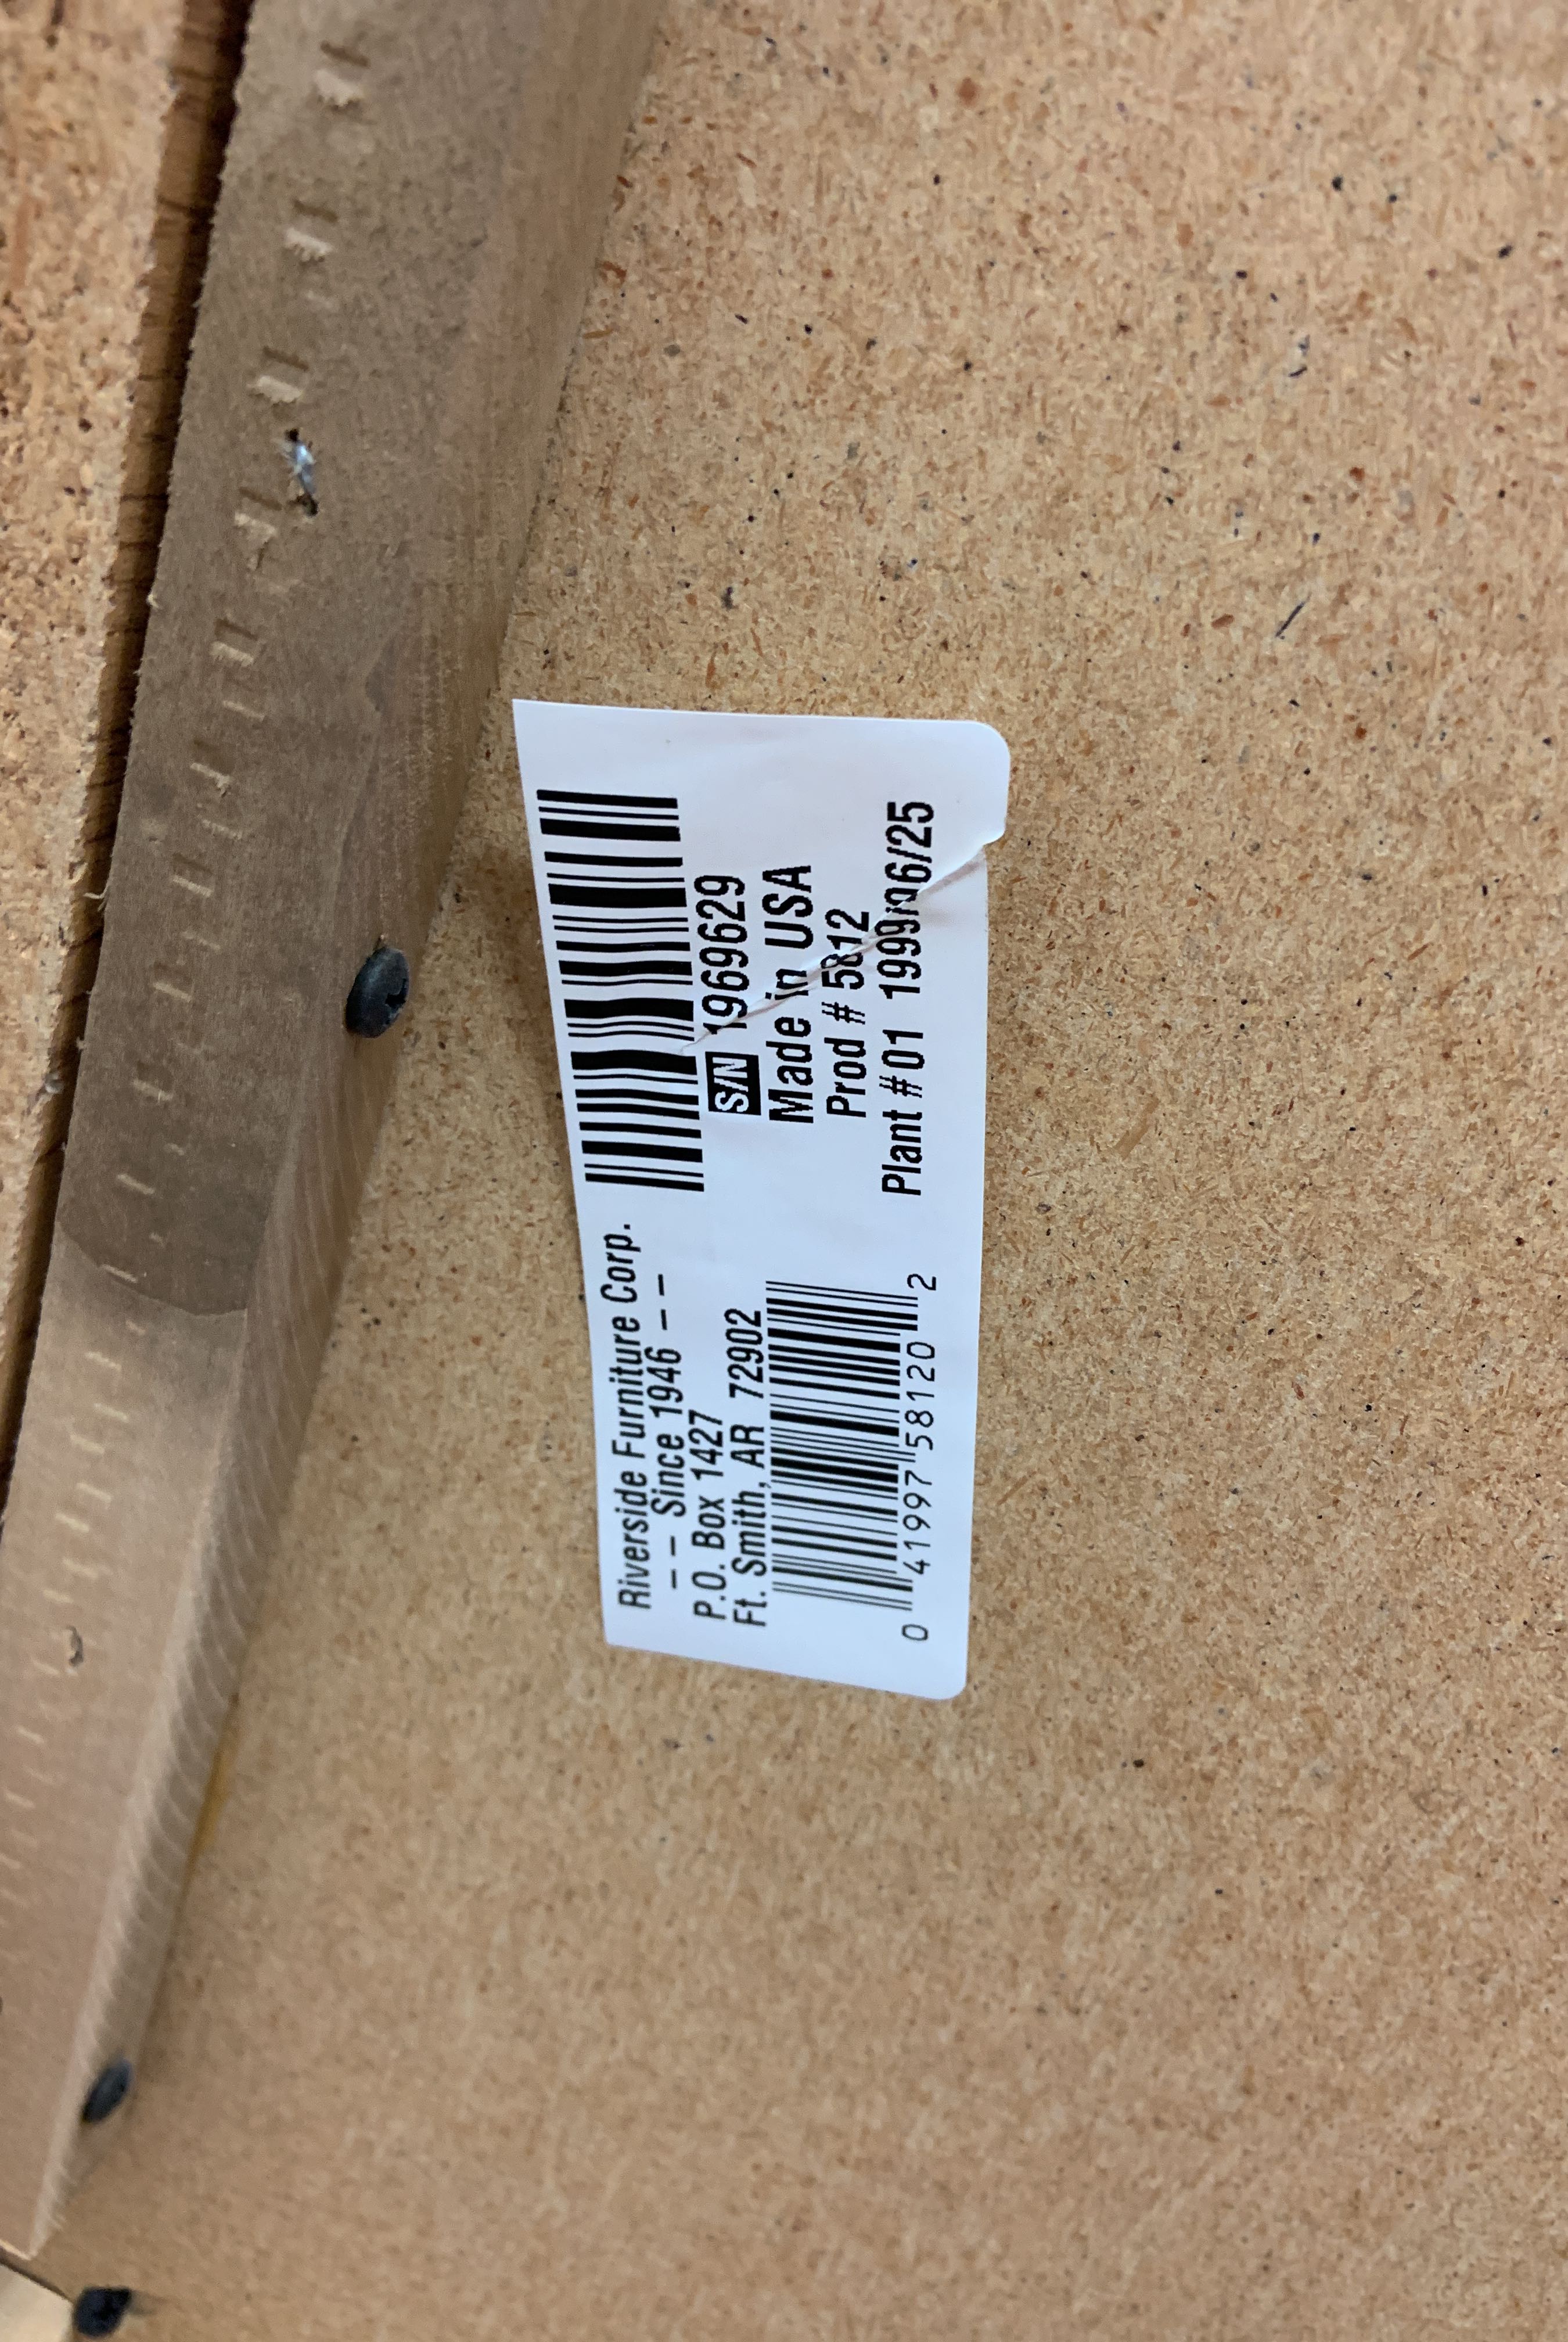 Riverside Furniture Corp.
– – Since 1946 – –
P.O. Box 1427
Ft. Smith, AR 72902
0 41997 58120 2
S/N 1969629
Made in USA
Prod # 5812
Plant # 01 1999/06/25